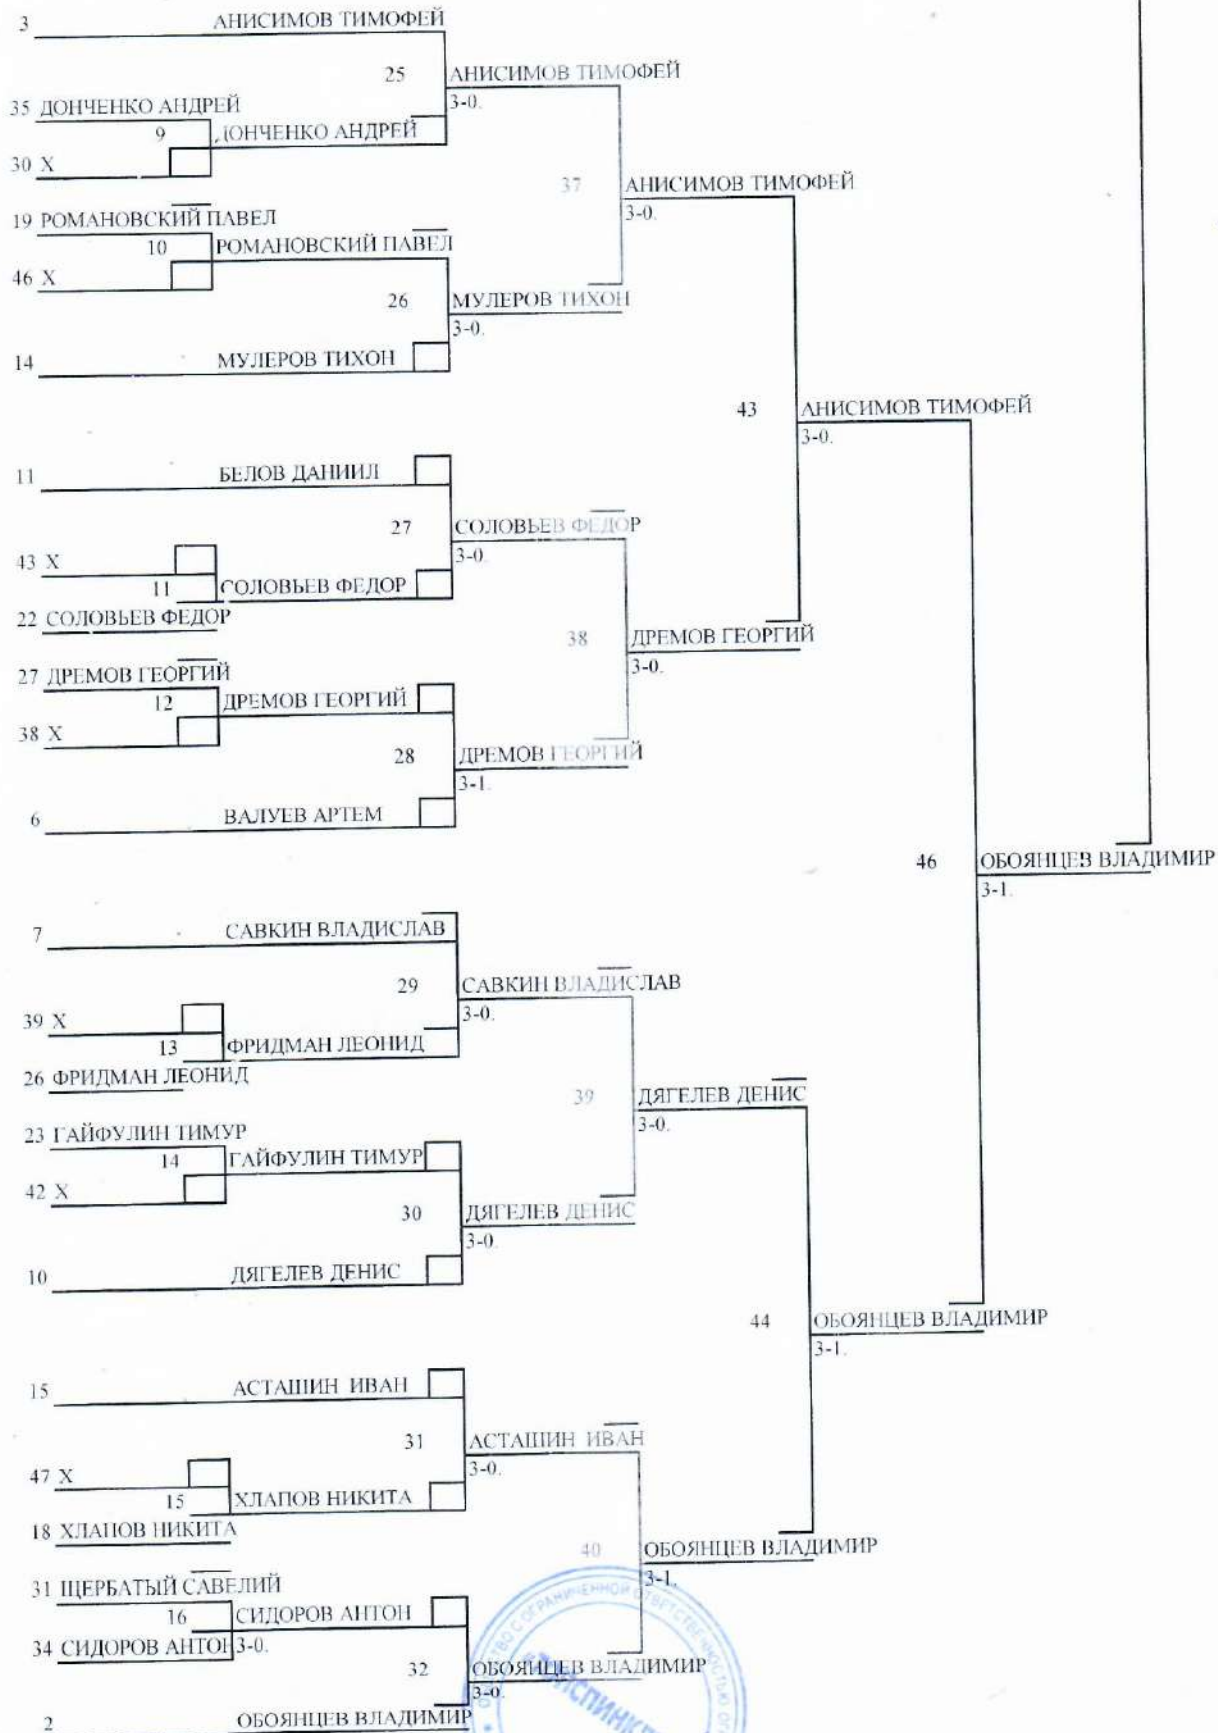 3 АНИСИМОВ ТИМОФЕЙ
25 АНИСИМОВ ТИМОФЕЙ
3-0.
35 ДОНЧЕНКО АНДРЕЙ
9 ДОНЧЕНКО АНДРЕЙ
30 X
37 АНИСИМОВ ТИМОФЕЙ
3-0.
19 РОМАНОВСКИЙ ПАВЕЛ
10 РОМАНОВСКИЙ ПАВЕЛ
46 X
26 МУЛЕРОВ ТИХОН
3-0.
14 МУЛЕРОВ ТИХОН
43 АНИСИМОВ ТИМОФЕЙ
3-0.
11 БЕЛОВ ДАНИИЛ
27 СОЛОВЬЕВ ФЕДОР
3-0.
43 X
11 СОЛОВЬЕВ ФЕДОР
22 СОЛОВЬЕВ ФЕДОР
38 ДРЕМОВ ГЕОРГИЙ
3-0.
27 ДРЕМОВ ГЕОРГИЙ
12 ДРЕМОВ ГЕОРГИЙ
38 X
28 ДРЕМОВ ГЕОРГИЙ
3-1.
6 ВАЛУЕВ АРТЕМ
46 ОБОЯНЦЕВ ВЛАДИМИР
3-1.
7 САВКИН ВЛАДИСЛАВ
29 САВКИН ВЛАДИСЛАВ
3-0.
39 X
13 ФРИДМАН ЛЕОНИД
26 ФРИДМАН ЛЕОНИД
39 ДЯГЕЛЕВ ДЕНИС
3-0.
23 ГАЙФУЛИН ТИМУР
14 ГАЙФУЛИН ТИМУР
42 X
30 ДЯГЕЛЕВ ДЕНИС
3-0.
10 ДЯГЕЛЕВ ДЕНИС
44 ОБОЯНЦЕВ ВЛАДИМИР
3-1.
15 АСТАШИН ИВАН
31 АСТАШИН ИВАН
3-0.
47 X
15 ХЛАПОВ НИКИТА
18 ХЛАПОВ НИКИТА
40 ОБОЯНЦЕВ ВЛАДИМИР
3-1.
31 ЩЕРБАТЫЙ САВЕЛИЙ
16 СИДОРОВ АНТОН
34 СИДОРОВ АНТОН 3-0.
32 ОБОЯНЦЕВ ВЛАДИМИР
3-0.
2 ОБОЯНЦЕВ ВЛАДИМИР
С ОГРАНИЧЕННОЙ ОТВЕТСТВЕННОСТЬЮ